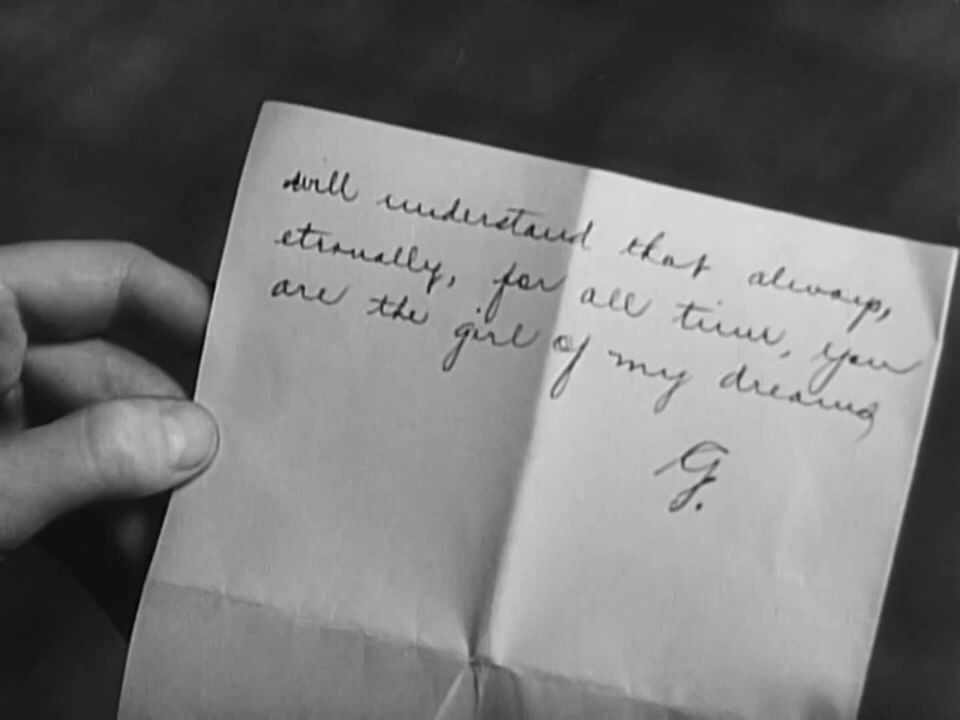 will understand that always,
eternally, for all time, you
are the girl of my dreams
G.